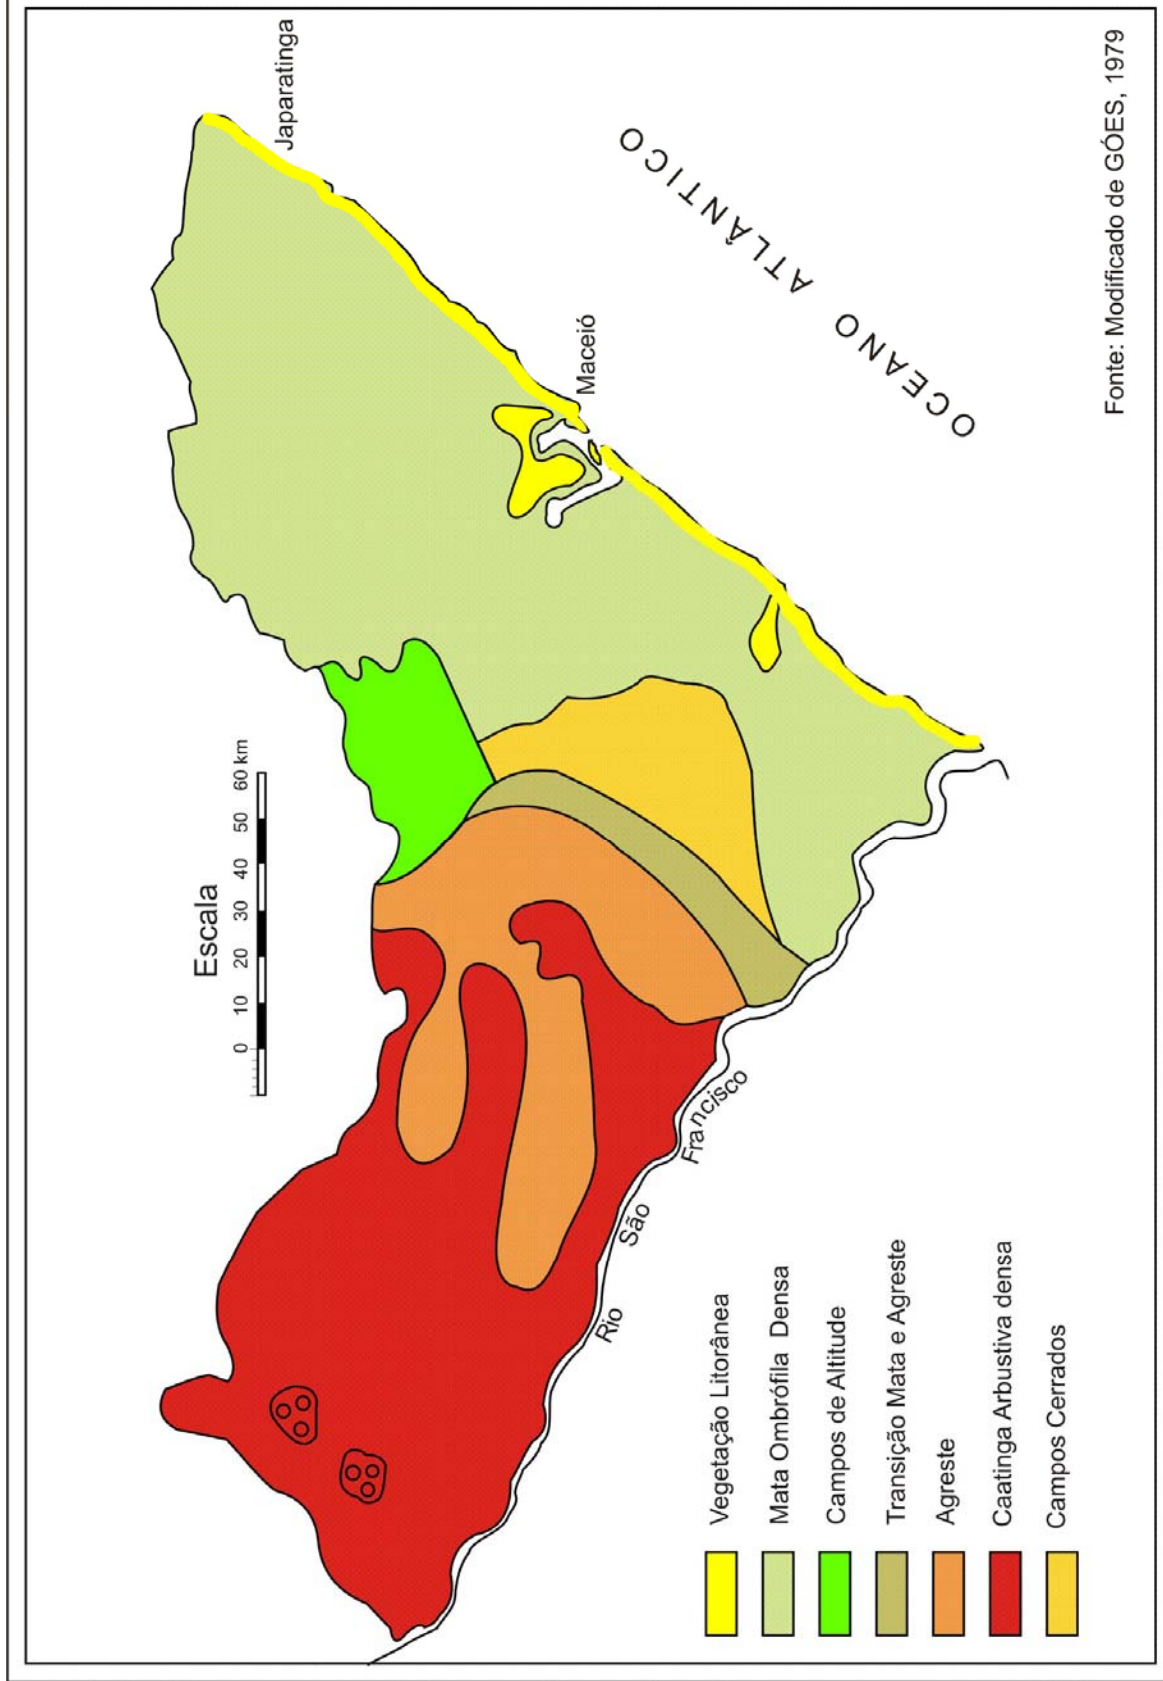 Japaratinga
Maceió
OCEANO ATLÂNTICO
Escala
0 10 20 30 40 50 60 km
Rio São Francisco
Vegetação Litorânea
Mata Ombrófila Densa
Campos de Altitude
Transição Mata e Agreste
Agreste
Caatinga Arbustiva densa
Campos Cerrados
Fonte: Modificado de GÓES, 1979